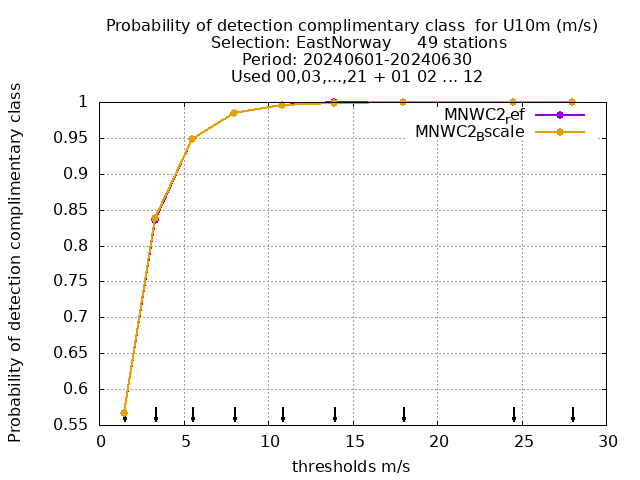 Probability of detection complimentary class  for U10m (m/s)
Selection: EastNorway     49 stations
Period: 20240601-20240630
Used 00,03,...,21 + 01 02 ... 12
Probability of detection complimentary class
1
0.95
0.9
0.85
0.8
0.75
0.7
0.65
0.6
0.55
MNWC2ref
MNWC2Bscale
0 5 10 15 20 25 30
thresholds m/s